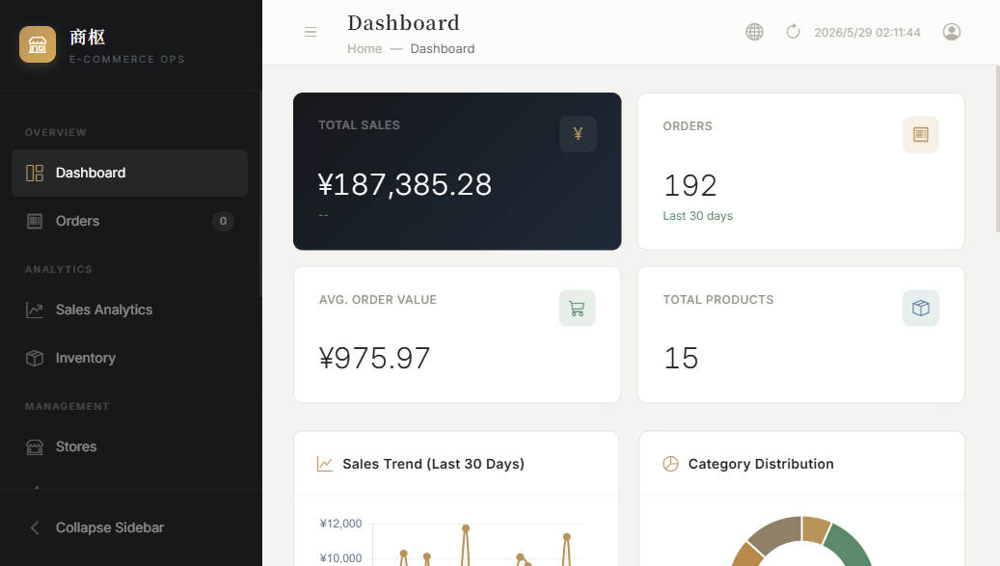 商枢
E-COMMERCE OPS
OVERVIEW
Dashboard
Orders 0
ANALYTICS
Sales Analytics
Inventory
MANAGEMENT
Stores
Collapse Sidebar
Dashboard
Home — Dashboard
2026/5/29 02:11:44
TOTAL SALES
¥
¥187,385.28
--
ORDERS
192
Last 30 days
AVG. ORDER VALUE
¥975.97
TOTAL PRODUCTS
15
Sales Trend (Last 30 Days)
¥12,000
¥10,000
Category Distribution